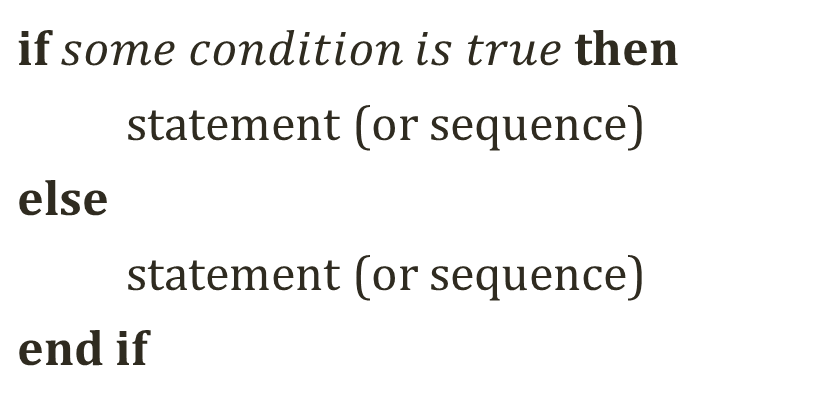 if some condition is true then
statement (or sequence)
else
statement (or sequence)
end if